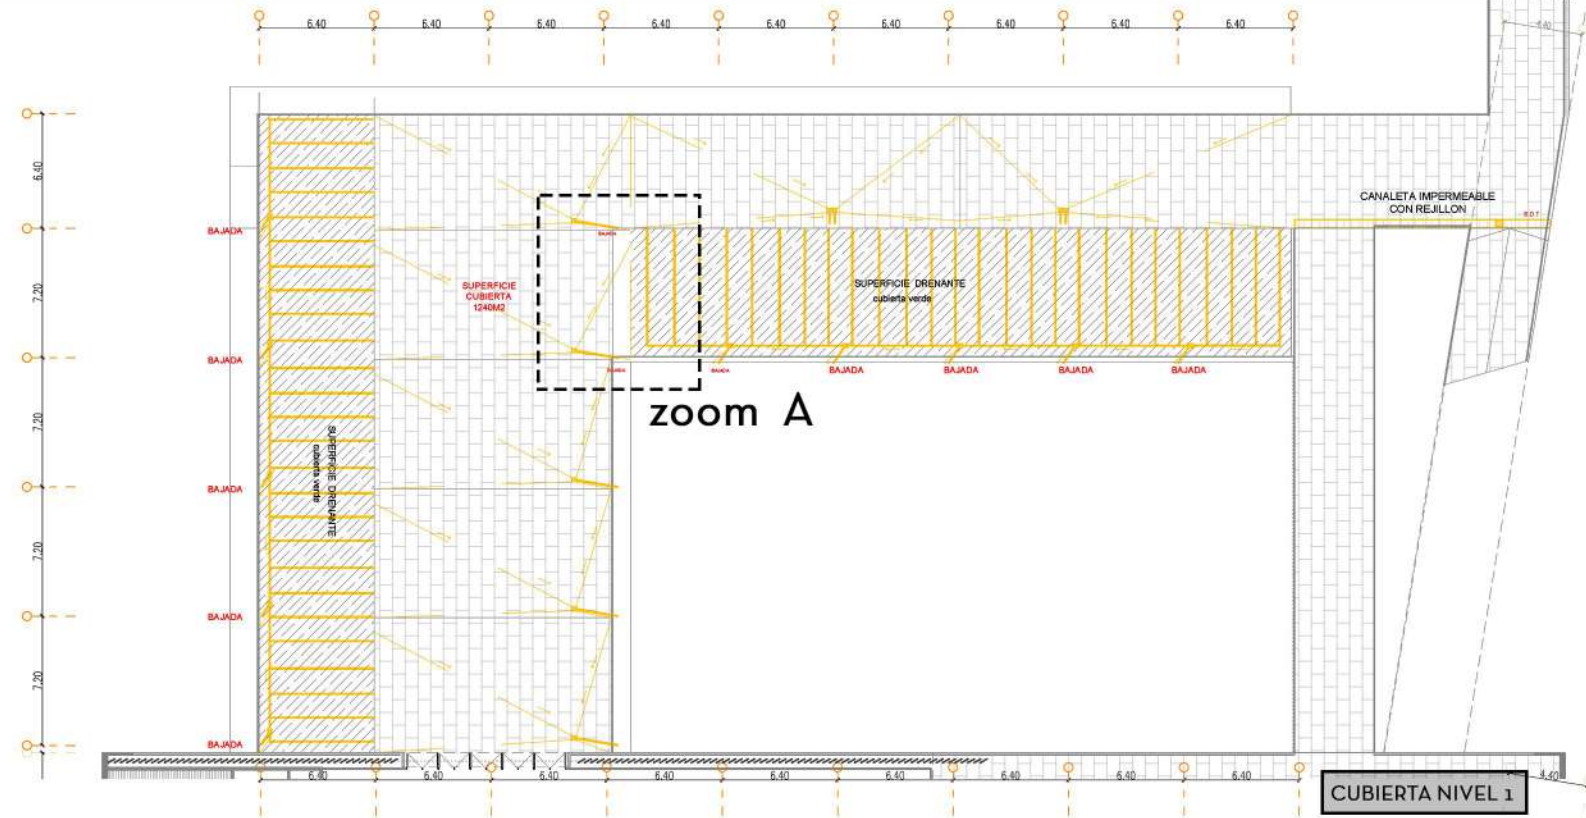 6.40 6.40 6.40 6.40 6.40 6.40 6.40 6.40 6.40
6.40
6.40
7.20
7.20
7.20
7.20
CANALETA IMPERMEABLE
CON REJILLON
B.D.T
BAJADA
BAJADA
SUPERFICIE
CUBIERTA
1240M2
SUPERFICIE DRENANTE
cubierta verde
BAJADA
BAJADA
BAJADA
BAJADA BAJADA BAJADA BAJADA
zoom A
SUPERFICIE DRENANTE
cubierta verde
BAJADA
BAJADA
BAJADA
6.40 6.40 6.40 6.40 6.40 6.40 6.40 6.40 6.40
6.40
CUBIERTA NIVEL 1